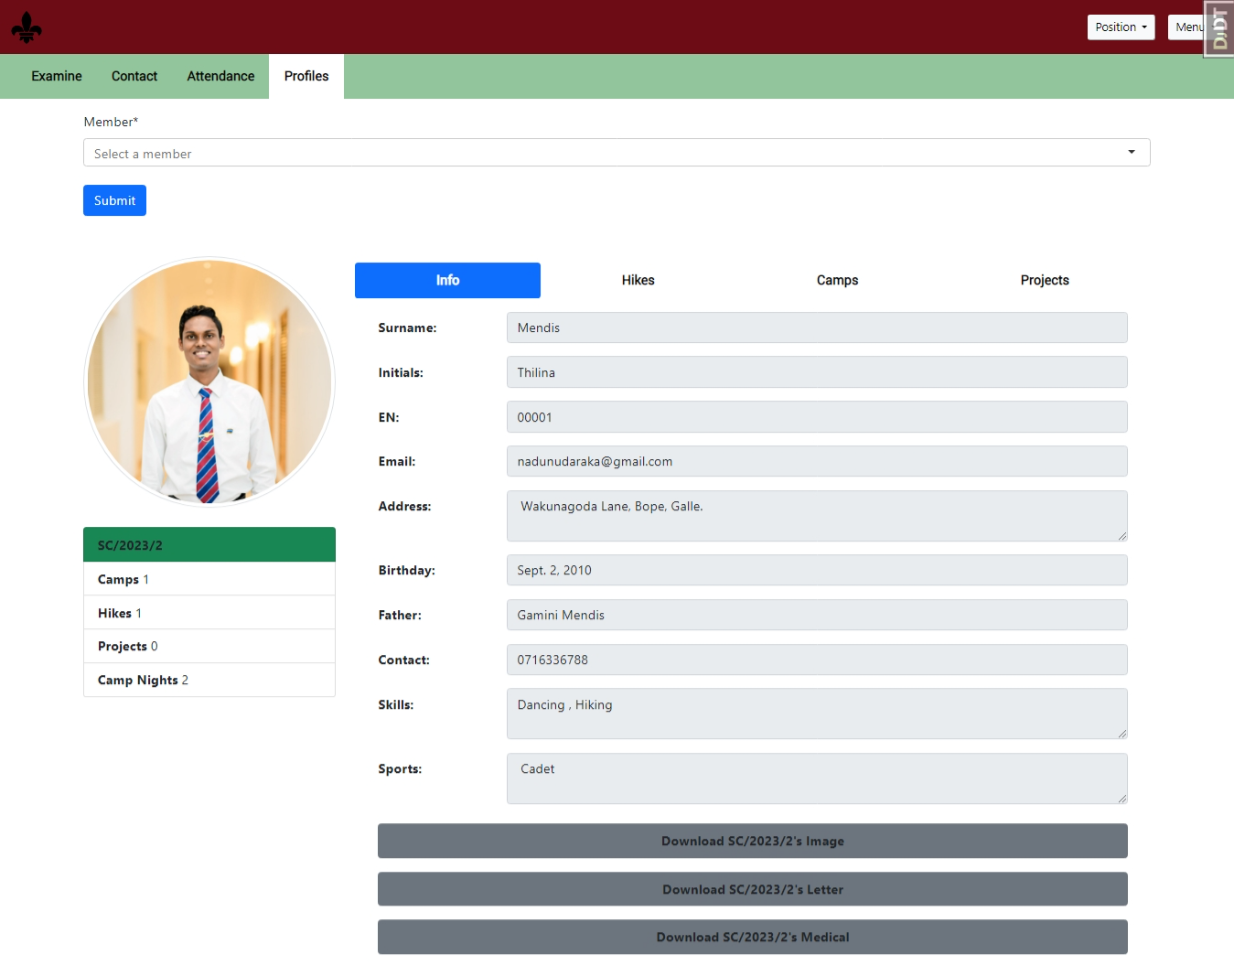 Position
Menu
DjDT
Examine
Contact
Attendance
Profiles
Member*
Select a member
Submit
Info
Hikes
Camps
Projects
Surname:
Mendis
Initials:
Thilina
EN:
00001
Email:
nadunudaraka@gmail.com
Address:
Wakunagoda Lane, Bope, Galle.
Birthday:
Sept. 2, 2010
Father:
Gamini Mendis
Contact:
0716336788
Skills:
Dancing , Hiking
Sports:
Cadet
SC/2023/2
Camps 1
Hikes 1
Projects 0
Camp Nights 2
Download SC/2023/2's Image
Download SC/2023/2's Letter
Download SC/2023/2's Medical